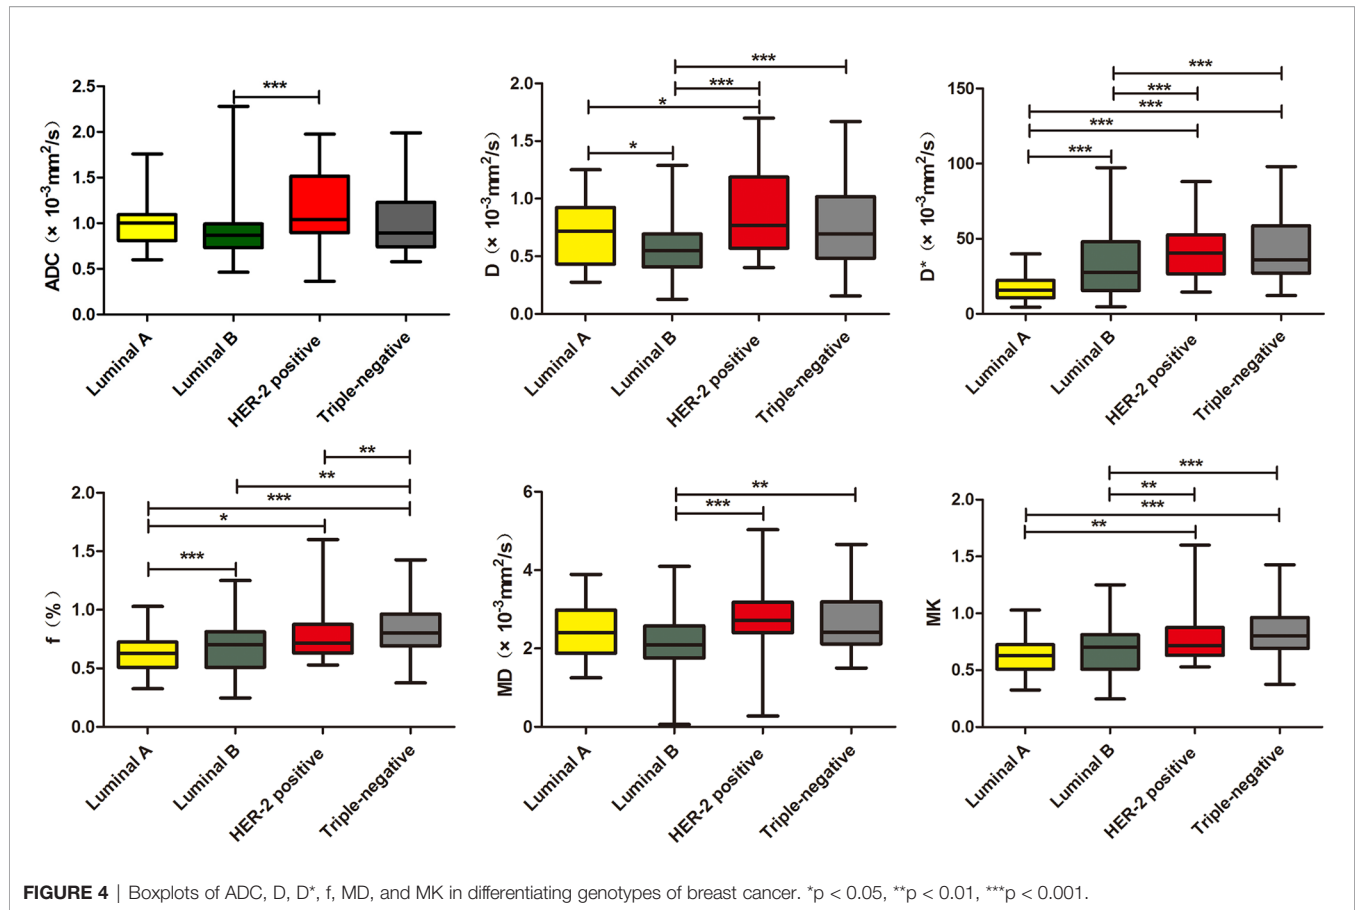 ***
2.5
2.0
1.5
1.0
0.5
0.0
ADC (× 10⁻³mm²/s)
Luminal A
Luminal B
HER-2 positive
Triple-negative
***
***
*
*
2.0
1.5
1.0
0.5
0.0
D (× 10⁻³mm²/s)
Luminal A
Luminal B
HER-2 positive
Triple-negative
***
***
***
***
***
150
100
50
0
D* (× 10⁻³mm²/s)
Luminal A
Luminal B
HER-2 positive
Triple-negative
**
**
***
*
***
2.0
1.5
1.0
0.5
0.0
f (%)
Luminal A
Luminal B
HER-2 positive
Triple-negative
**
***
6
4
2
0
MD (× 10⁻³mm²/s)
Luminal A
Luminal B
HER-2 positive
Triple-negative
***
**
***
**
2.0
1.5
1.0
0.5
0.0
MK
Luminal A
Luminal B
HER-2 positive
Triple-negative
FIGURE 4 | Boxplots of ADC, D, D*, f, MD, and MK in differentiating genotypes of breast cancer. *p < 0.05, **p < 0.01, ***p < 0.001.